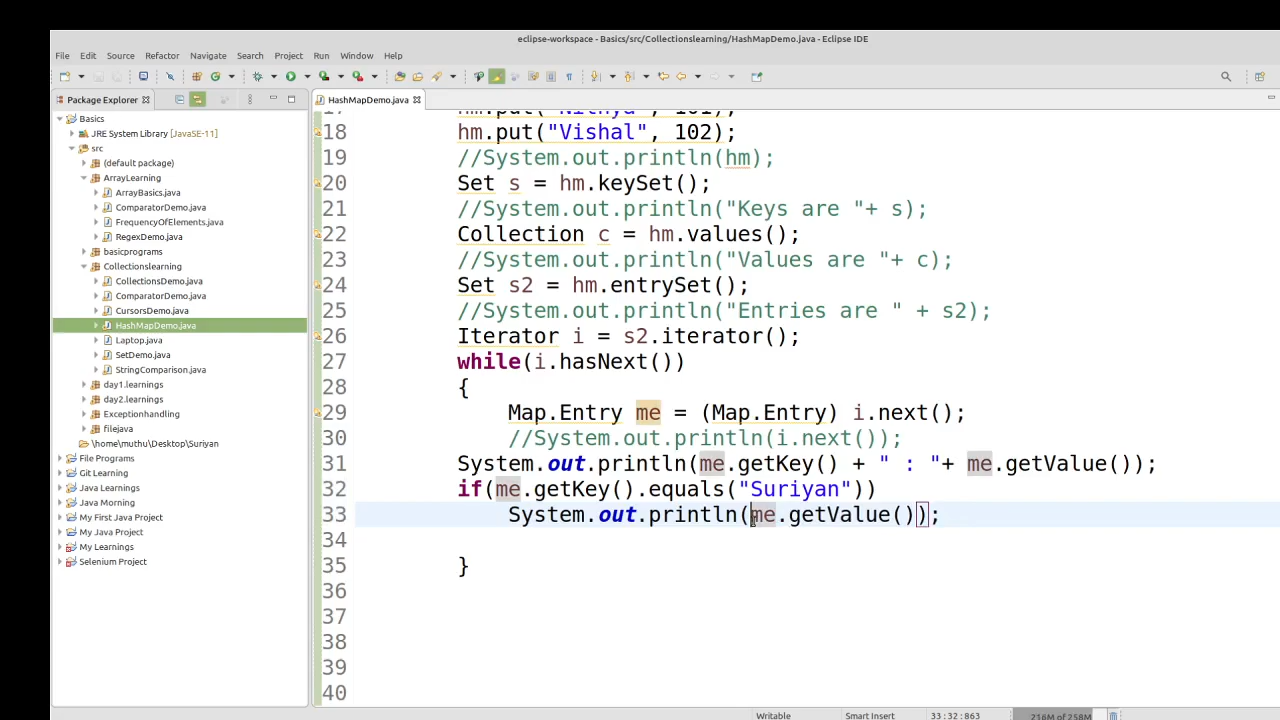 eclipse-workspace - Basics/src/Collectionslearning/HashMapDemo.java - Eclipse IDE
File Edit Source Refactor Navigate Search Project Run Window Help
Package Explorer
HashMapDemo.java
Basics
JRE System Library [JavaSE-11]
src
(default package)
ArrayLearning
ArrayBasics.java
ComparatorDemo.java
FrequencyOfElements.java
RegexDemo.java
basicprograms
Collectionslearning
CollectionsDemo.java
ComparatorDemo.java
CursorsDemo.java
HashMapDemo.java
Laptop.java
SetDemo.java
StringComparison.java
day1.learnings
day2.learnings
Exceptionhandling
filejava
\home\muthu\Desktop\Suriyan
File Programs
Git Learning
Java Learnings
Java Morning
My First Java Project
My Java Project
My Learnings
Selenium Project
17 hm.put("Nithya", 101);
18 hm.put("Vishal", 102);
19 //System.out.println(hm);
20 Set s = hm.keySet();
21 //System.out.println("Keys are "+ s);
22 Collection c = hm.values();
23 //System.out.println("Values are "+ c);
24 Set s2 = hm.entrySet();
25 //System.out.println("Entries are " + s2);
26 Iterator i = s2.iterator();
27 while(i.hasNext())
28 {
29 Map.Entry me = (Map.Entry) i.next();
30 //System.out.println(i.next());
31 System.out.println(me.getKey() + " : "+ me.getValue());
32 if(me.getKey().equals("Suriyan"))
33 System.out.println(me.getValue());
34
35 }
36
37
38
39
40
Writable Smart Insert 33:32:863 216M of 258M